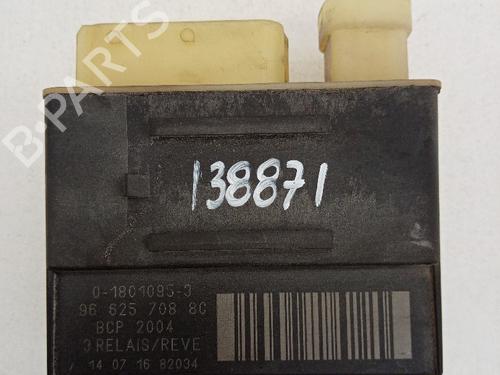 B-PARTS
138871
0-1801095-3
96 625 708 80
BCP 2004
3 RELAIS/REVE
/ 14 07 16 82034